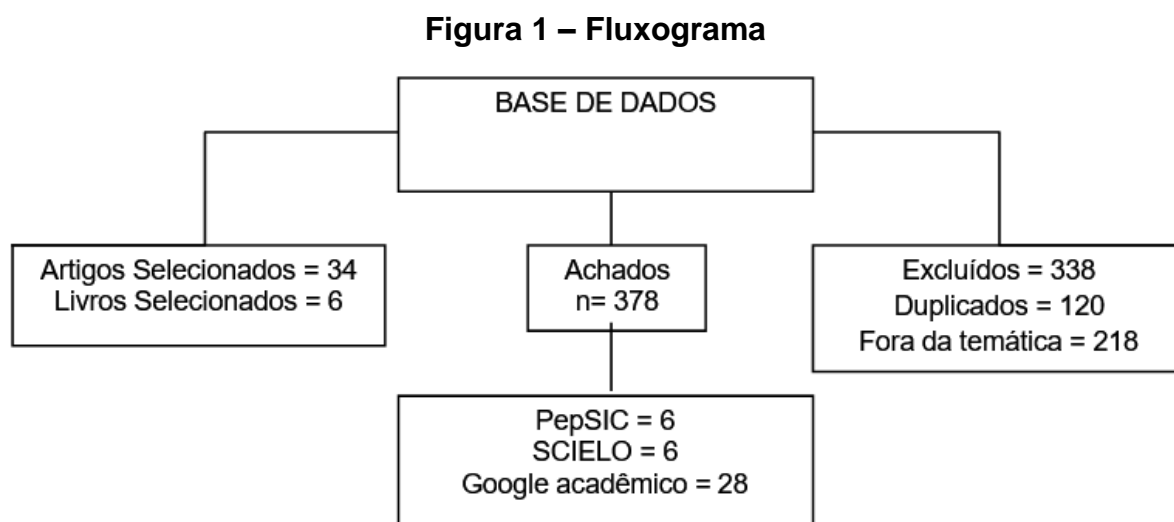 Figura 1 – Fluxograma
BASE DE DADOS
Artigos Selecionados = 34
Livros Selecionados = 6
Achados
n= 378
Excluídos = 338
Duplicados = 120
Fora da temática = 218
PepSIC = 6
SCIELO = 6
Google acadêmico = 28